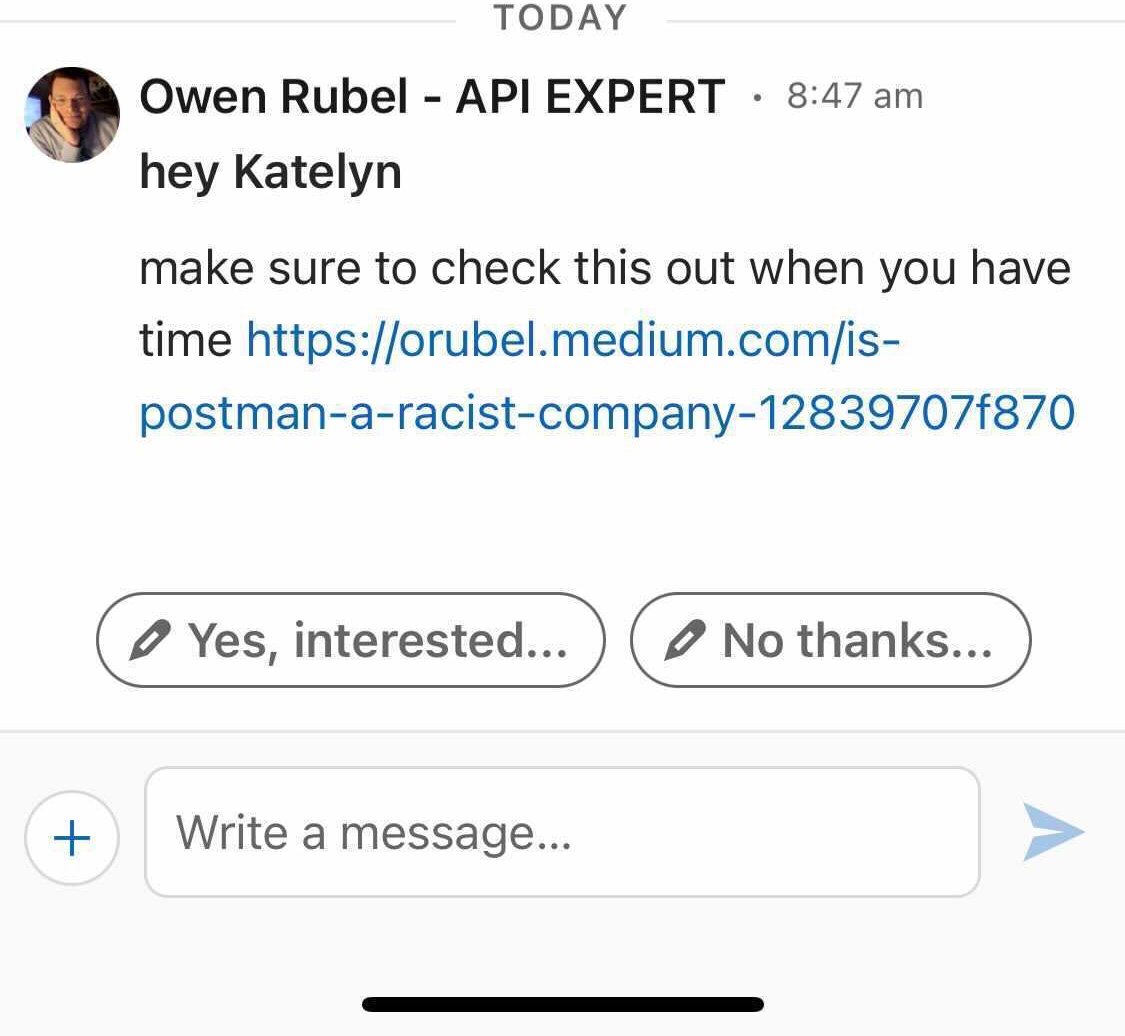 TODAY
Owen Rubel - API EXPERT · 8:47 am
hey Katelyn
make sure to check this out when you have
time https://orubel.medium.com/is-
postman-a-racist-company-12839707f870
Yes, interested... No thanks...
Write a message...